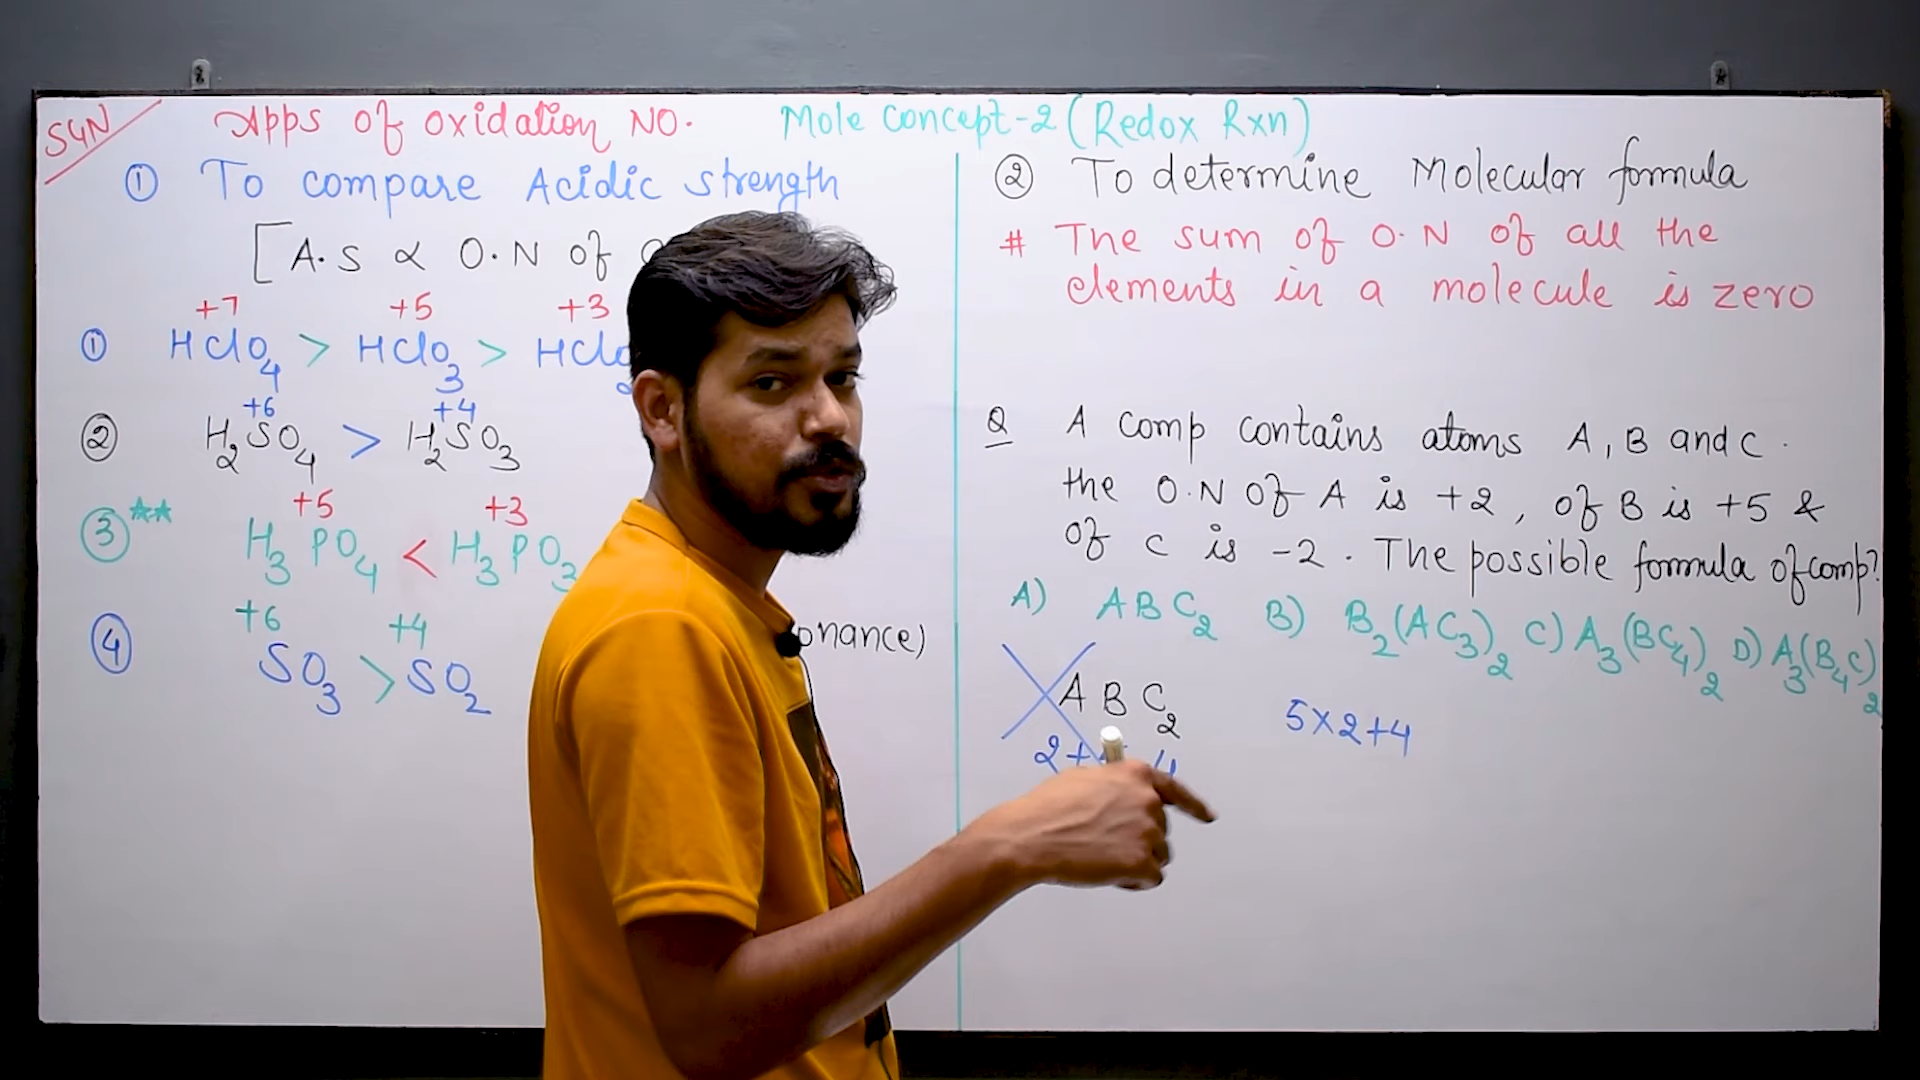 SGN
Apps of oxidation NO.
Mole concept-2 (Redox Rxn)
① To compare Acidic strength
[A.S ∝ O.N of
+7 +5 +3
① HClO4 > HClO3 > HClO2
+6 +4
② H2SO4 > H2SO3
+5 +3
③** H3PO4 < H3PO3
onance)
+6 +4
④ SO3 > SO2
② To determine Molecular formula
# The sum of O.N of all the
elements in a molecule is zero
Q A comp contains atoms A, B and C.
the O.N of A is +2, of B is +5 &
of C is -2. The possible formula of comp?
A) ABC2 B) B2(AC3)2 C) A3(BC4)2 D) A3(B4C)2
ABC2
2+ 4
5×2+4